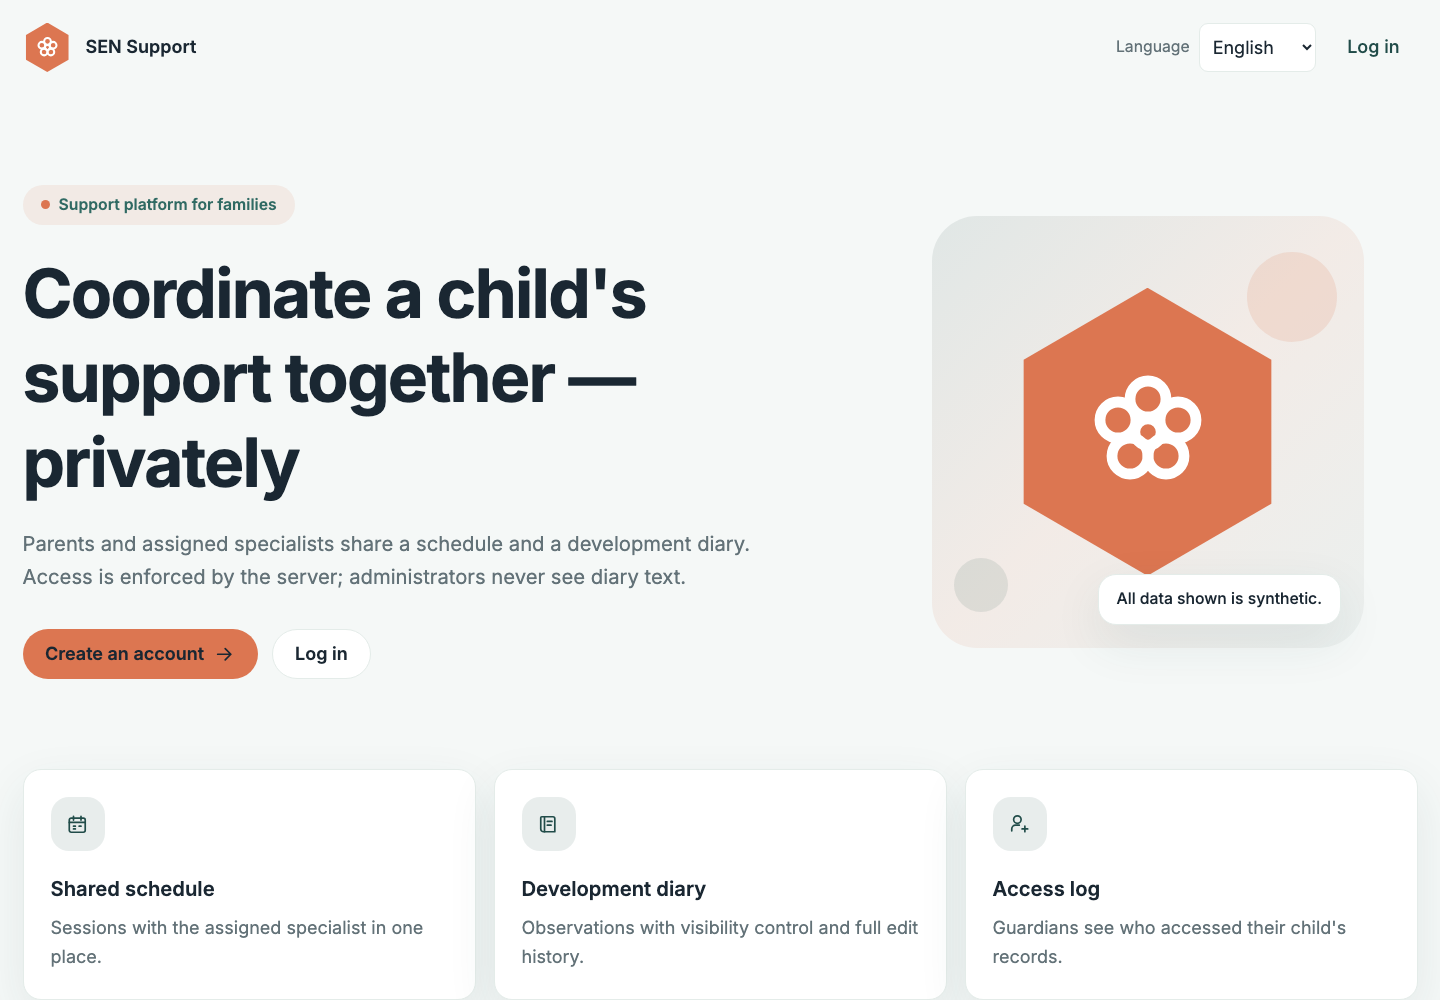 SEN Support
Language
English
Log in
Support platform for families
Coordinate a child's
support together —
privately
Parents and assigned specialists share a schedule and a development diary.
Access is enforced by the server; administrators never see diary text.
Create an account →
Log in
All data shown is synthetic.
Shared schedule
Sessions with the assigned specialist in one
place.
Development diary
Observations with visibility control and full edit
history.
Access log
Guardians see who accessed their child's
records.